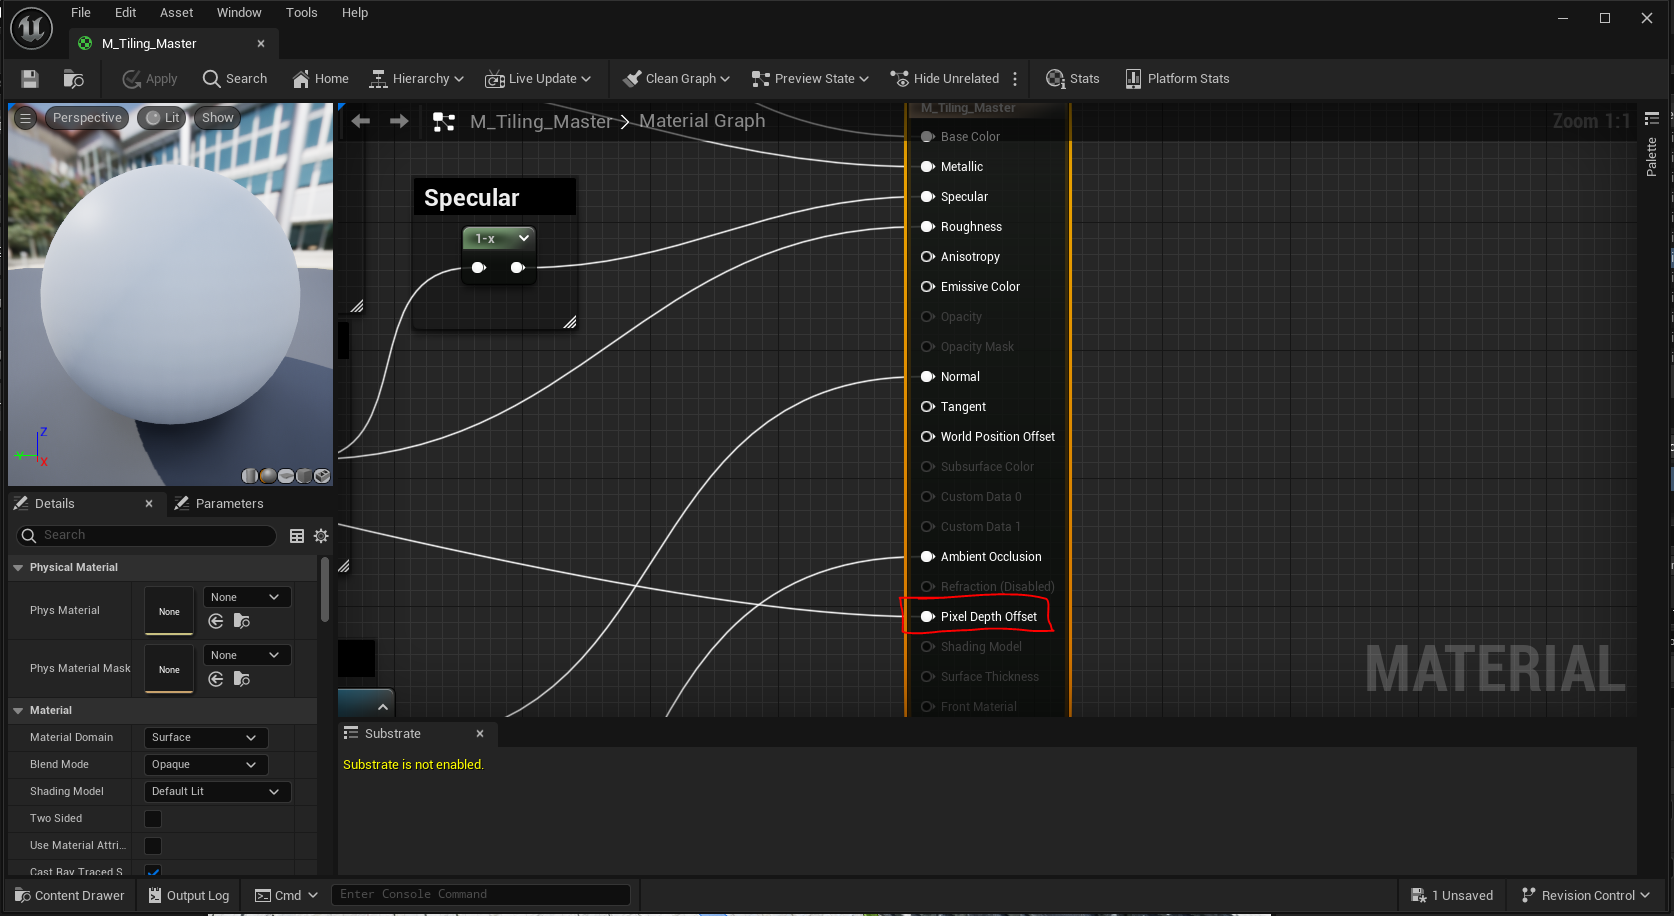 File Edit Asset Window Tools Help
M_Tiling_Master
Apply Search Home Hierarchy Live Update Clean Graph Preview State Hide Unrelated Stats Platform Stats
Perspective Lit Show
M_Tiling_Master > Material Graph
Zoom 1:1
Palette
Specular
1-x
M_Tiling_Master
Base Color
Metallic
Specular
Roughness
Anisotropy
Emissive Color
Opacity
Opacity Mask
Normal
Tangent
World Position Offset
Subsurface Color
Custom Data 0
Custom Data 1
Ambient Occlusion
Refraction (Disabled)
Pixel Depth Offset
Shading Model
Surface Thickness
Front Material
MATERIAL
Z
Y
X
Details Parameters
Search
Physical Material
Phys Material None None
Phys Material Mask None None
Material
Material Domain Surface
Blend Mode Opaque
Shading Model Default Lit
Two Sided
Use Material Attri...
Cast Ray Traced S
Substrate
Substrate is not enabled.
Content Drawer Output Log Cmd Enter Console Command 1 Unsaved Revision Control